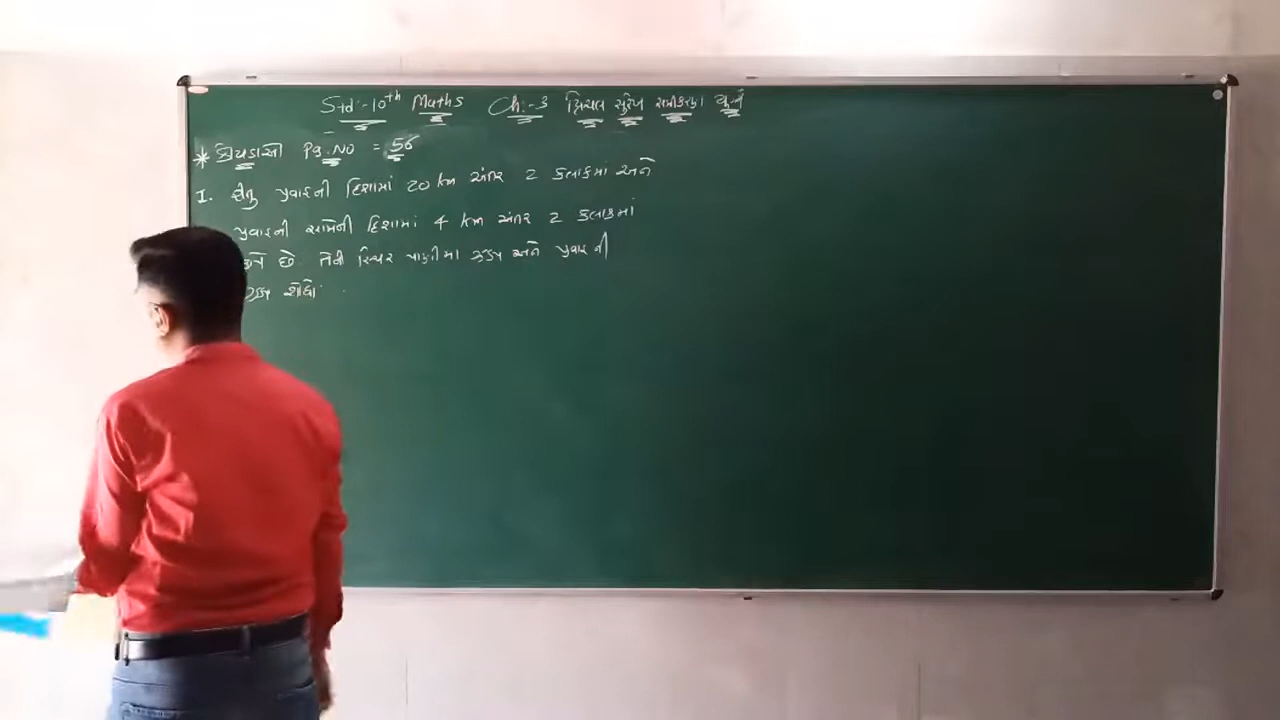 Std:-10th Maths Ch:-3 દ્વિચલ સુરેખ સમીકરણ યુગ્મ
* Pg.NO = 56
1. પ્રવાહની દિશામાં 20 km અંતર 2 કલાકમાં અને
પ્રવાહની સામેની દિશામાં 4 km અંતર 2 કલાકમાં
કાપે છે તેની સ્થિર પાણીમાં ઝડપ અને પ્રવાહ ની
ઝડપ શોધો.